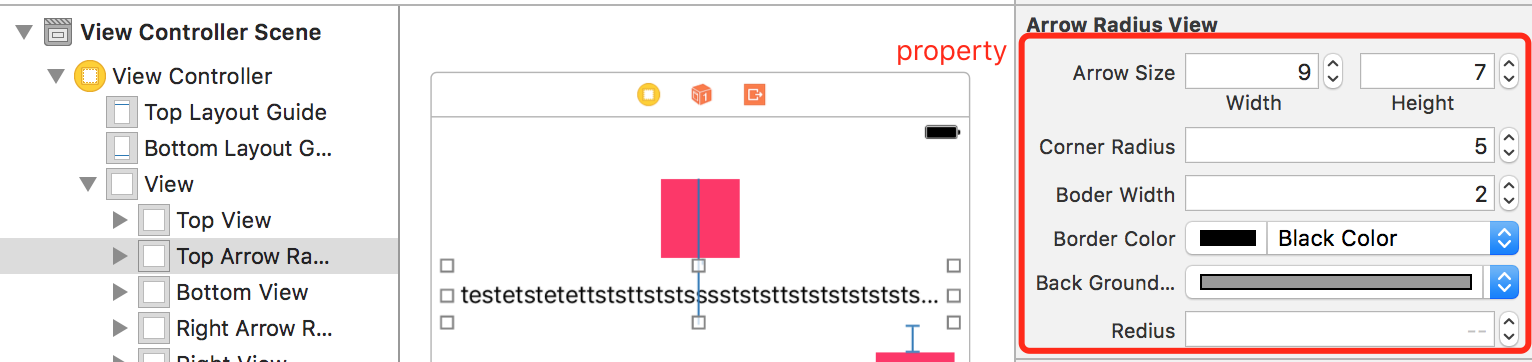 View Controller Scene
View Controller
Top Layout Guide
Bottom Layout G...
View
Top View
Top Arrow Ra...
Bottom View
Right Arrow R...
Right View
property
1
testetstetettststtststsssstststtstststststs...
Arrow Radius View
Arrow Size 9 7
Width Height
Corner Radius 5
Boder Width 2
Border Color Black Color
Back Ground...
Redius --